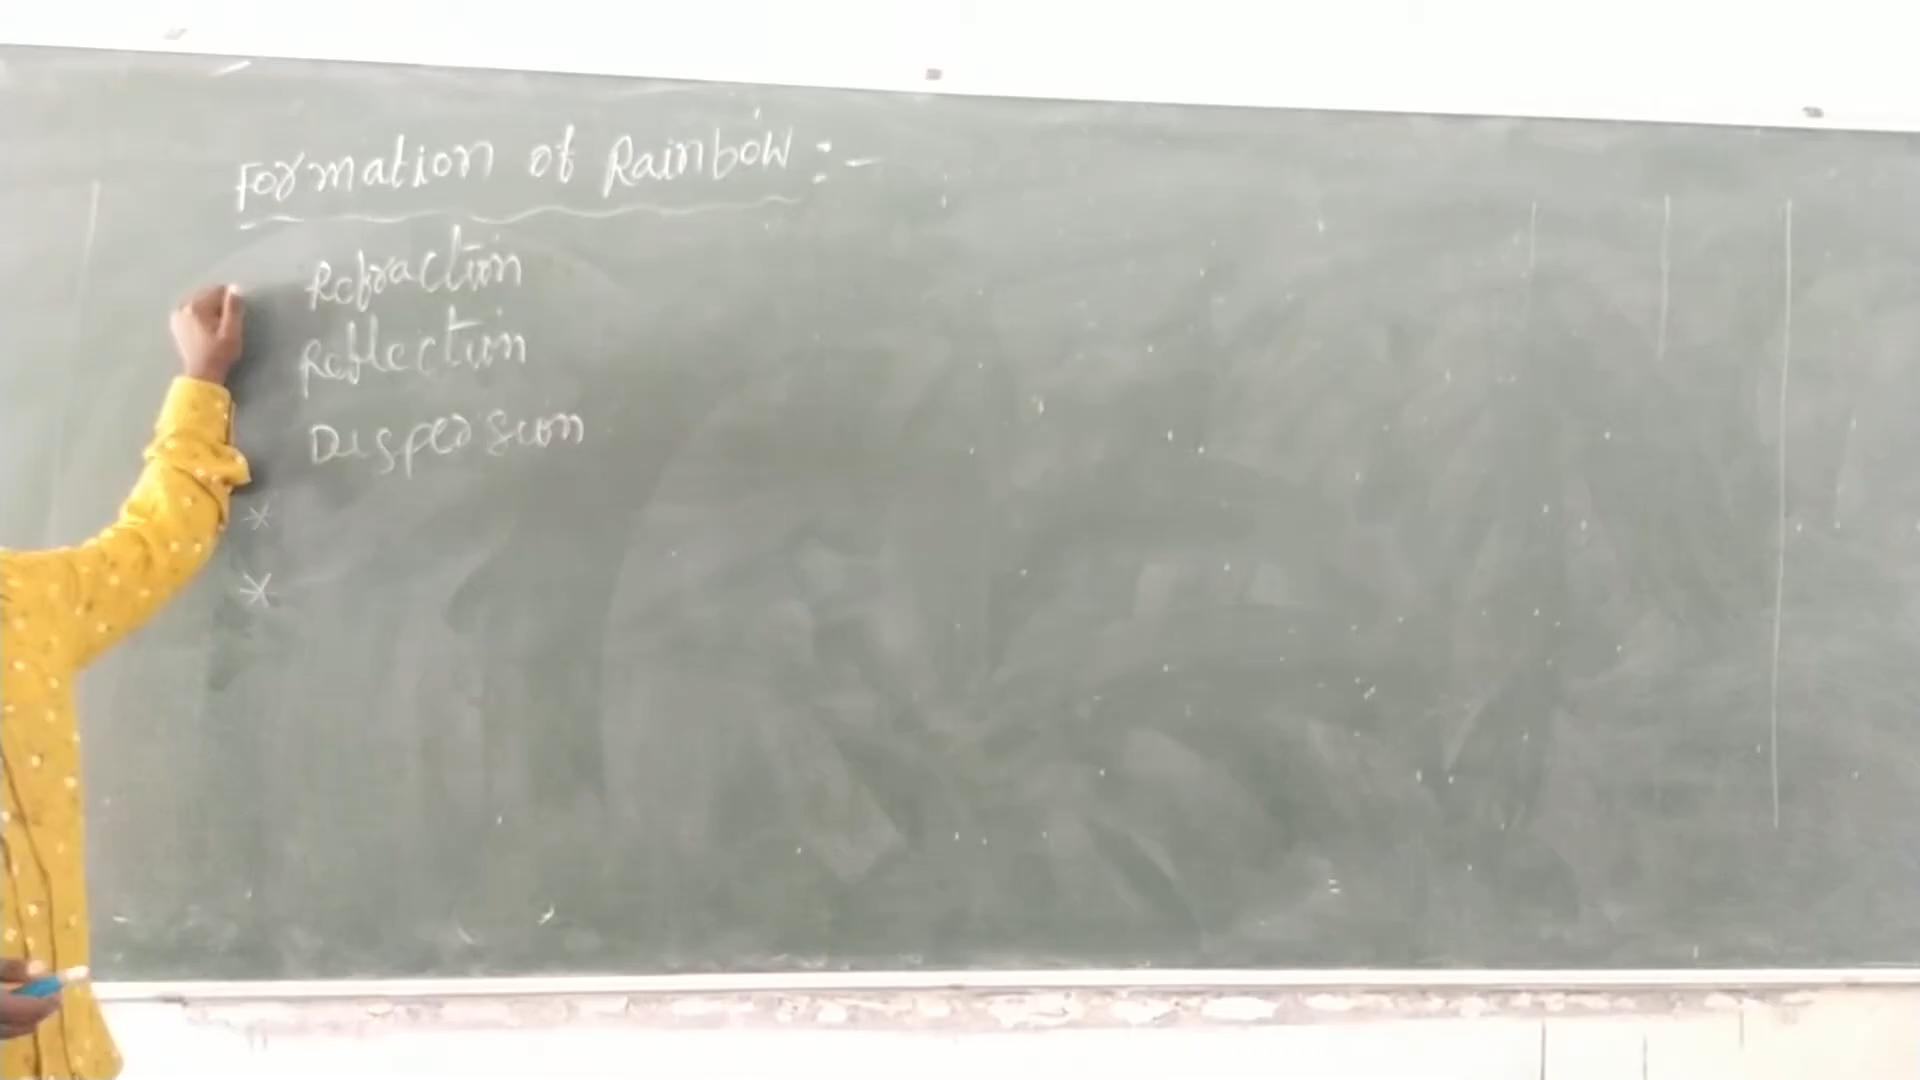 Formation of Rainbow :-
Refraction
Reflection
Dispersion
*
*